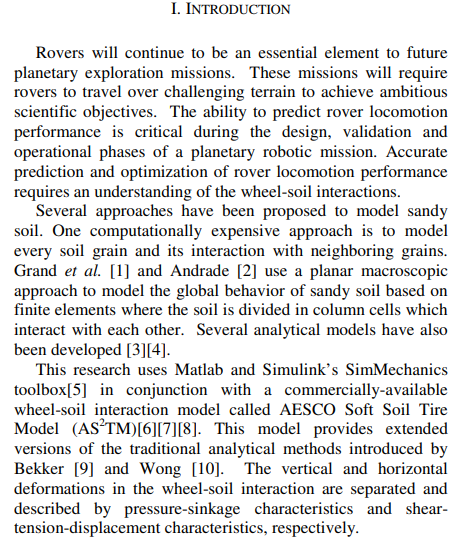 I. INTRODUCTION
Rovers will continue to be an essential element to future
planetary exploration missions. These missions will require
rovers to travel over challenging terrain to achieve ambitious
scientific objectives. The ability to predict rover locomotion
performance is critical during the design, validation and
operational phases of a planetary robotic mission. Accurate
prediction and optimization of rover locomotion performance
requires an understanding of the wheel-soil interactions.
Several approaches have been proposed to model sandy
soil. One computationally expensive approach is to model
every soil grain and its interaction with neighboring grains.
Grand et al. [1] and Andrade [2] use a planar macroscopic
approach to model the global behavior of sandy soil based on
finite elements where the soil is divided in column cells which
interact with each other. Several analytical models have also
been developed [3][4].
This research uses Matlab and Simulink's SimMechanics
toolbox[5] in conjunction with a commercially-available
wheel-soil interaction model called AESCO Soft Soil Tire
Model (AS²TM)[6][7][8]. This model provides extended
versions of the traditional analytical methods introduced by
Bekker [9] and Wong [10]. The vertical and horizontal
deformations in the wheel-soil interaction are separated and
described by pressure-sinkage characteristics and shear-
tension-displacement characteristics, respectively.